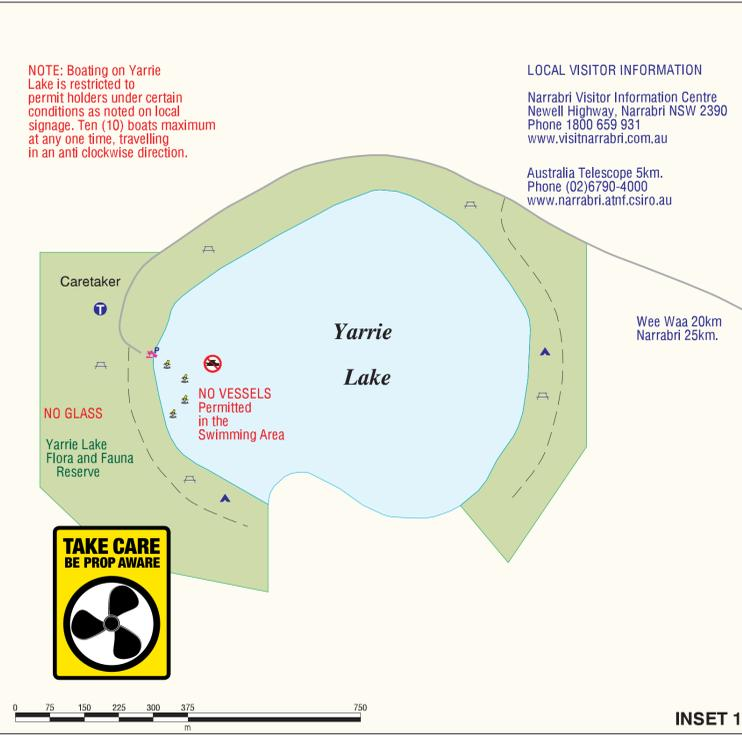 NOTE: Boating on Yarrie
Lake is restricted to
permit holders under certain
conditions as noted on local
signage. Ten (10) boats maximum
at any one time, travelling
in an anti clockwise direction.
LOCAL VISITOR INFORMATION
Narrabri Visitor Information Centre
Newell Highway, Narrabri NSW 2390
Phone 1800 659 931
www.visitnarrabri.com.au
Australia Telescope 5km.
Phone (02)6790-4000
www.narrabri.atnf.csiro.au
Caretaker
T
Yarrie
Lake
Wee Waa 20km
Narrabri 25km.
P
NO VESSELS
Permitted
in the
Swimming Area
NO GLASS
Yarrie Lake
Flora and Fauna
Reserve
TAKE CARE
BE PROP AWARE
0 75 150 225 300 375 750
m
INSET 1